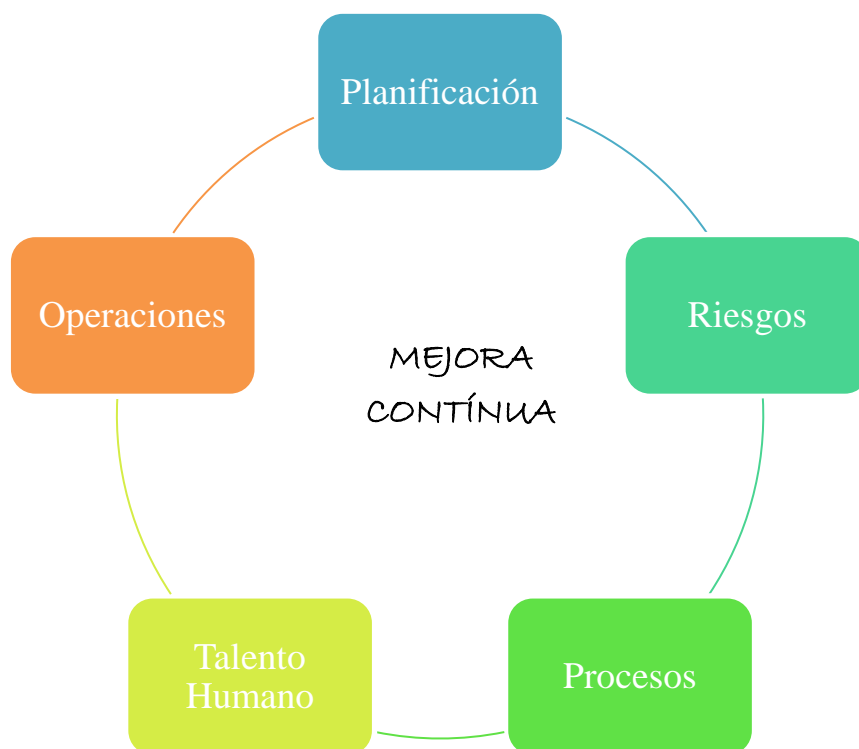 Planificación
Operaciones
Riesgos
MEJORA
CONTÍNUA
Talento
Humano
Procesos